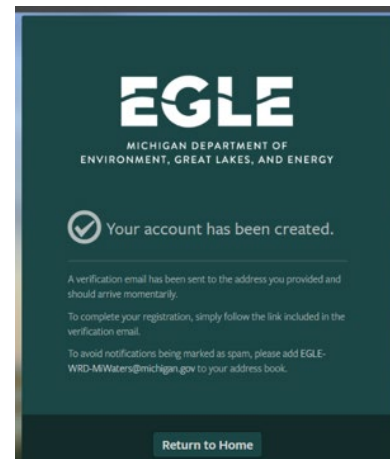 EGLE
MICHIGAN DEPARTMENT OF
ENVIRONMENT, GREAT LAKES, AND ENERGY
Your account has been created.
A verification email has been sent to the address you provided and
should arrive momentarily.
To complete your registration, simply follow the link included in the
verification email.
To avoid notifications being marked as spam, please add EGLE-
WRD-MiWaters@michigan.gov to your address book.
Return to Home